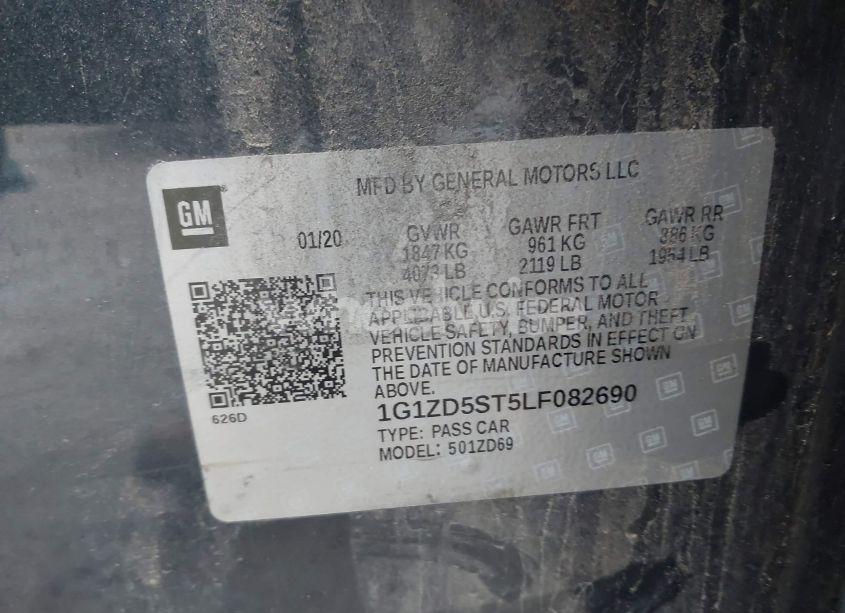 MFD BY GENERAL MOTORS LLC
GM
01/20
GVWR
1847 KG
4073 LB
GAWR FRT
961 KG
2119 LB
GAWR RR
886 KG
1954 LB
THIS VEHICLE CONFORMS TO ALL
APPLICABLE U.S. FEDERAL MOTOR
VEHICLE SAFETY, BUMPER, AND THEFT
PREVENTION STANDARDS IN EFFECT ON
THE DATE OF MANUFACTURE SHOWN
ABOVE.
626D
1G1ZD5ST5LF082690
TYPE: PASS CAR
MODEL: 501ZD69